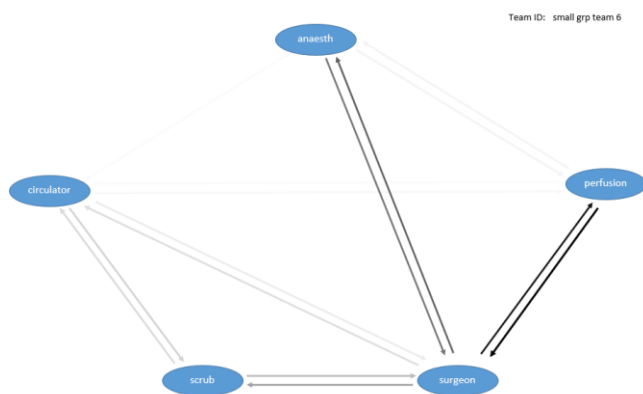 Team ID: small grp team 6
anaesth
circulator
perfusion
scrub
surgeon